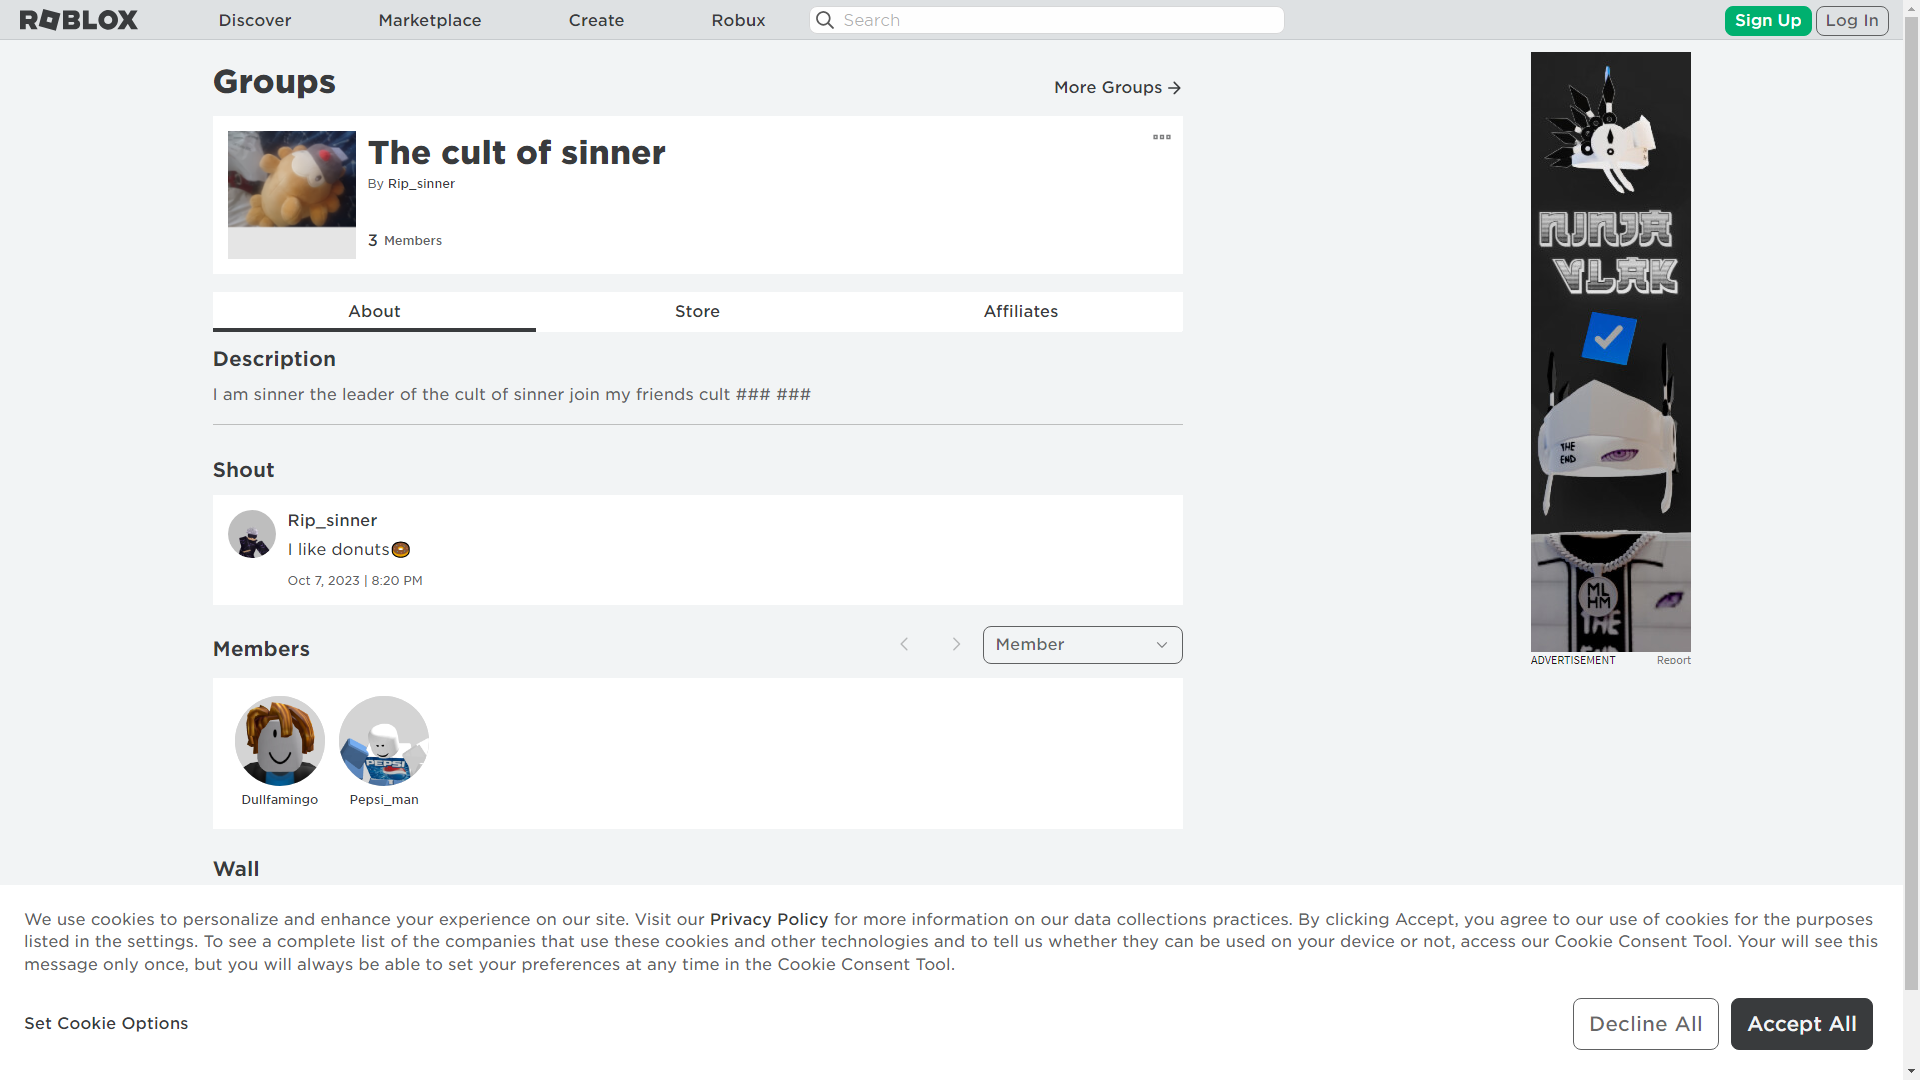 ROBLOX
Discover
Marketplace
Create
Robux
Search
Sign Up
Log In
Groups
More Groups
The cult of sinner
By Rip_sinner
3 Members
About
Store
Affiliates
Description
I am sinner the leader of the cult of sinner join my friends cult ### ###
Shout
Rip_sinner
I like donuts🍩
Oct 7, 2023 | 8:20 PM
Members
Member
PEPSI
Dullfamingo
Pepsi_man
Wall
NINJA
VLAK
THE
END
ML
HM
THE
END
ADVERTISEMENT
Report
We use cookies to personalize and enhance your experience on our site. Visit our Privacy Policy for more information on our data collections practices. By clicking Accept, you agree to our use of cookies for the purposes
listed in the settings. To see a complete list of the companies that use these cookies and other technologies and to tell us whether they can be used on your device or not, access our Cookie Consent Tool. Your will see this
message only once, but you will always be able to set your preferences at any time in the Cookie Consent Tool.
Set Cookie Options
Decline All
Accept All